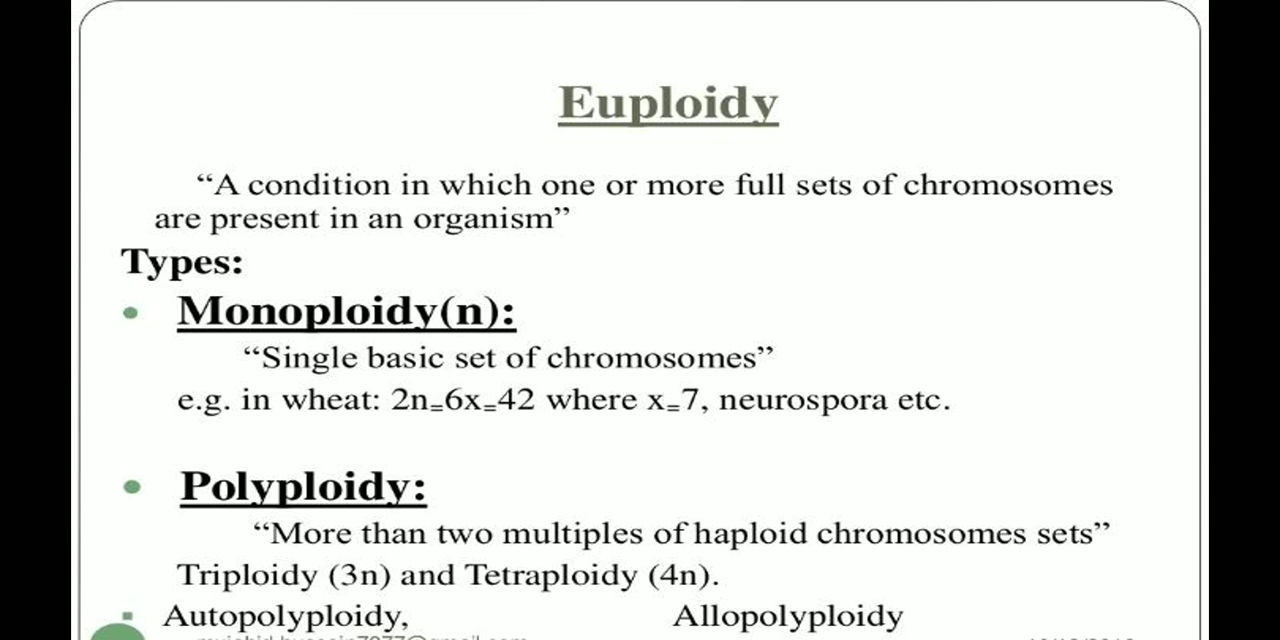 Euploidy
“A condition in which one or more full sets of chromosomes
are present in an organism”
Types:
Monoploidy(n):
“Single basic set of chromosomes”
e.g. in wheat: 2n=6x=42 where x=7, neurospora etc.
Polyploidy:
“More than two multiples of haploid chromosomes sets”
Triploidy (3n) and Tetraploidy (4n).
Autopolyploidy, Allopolyploidy